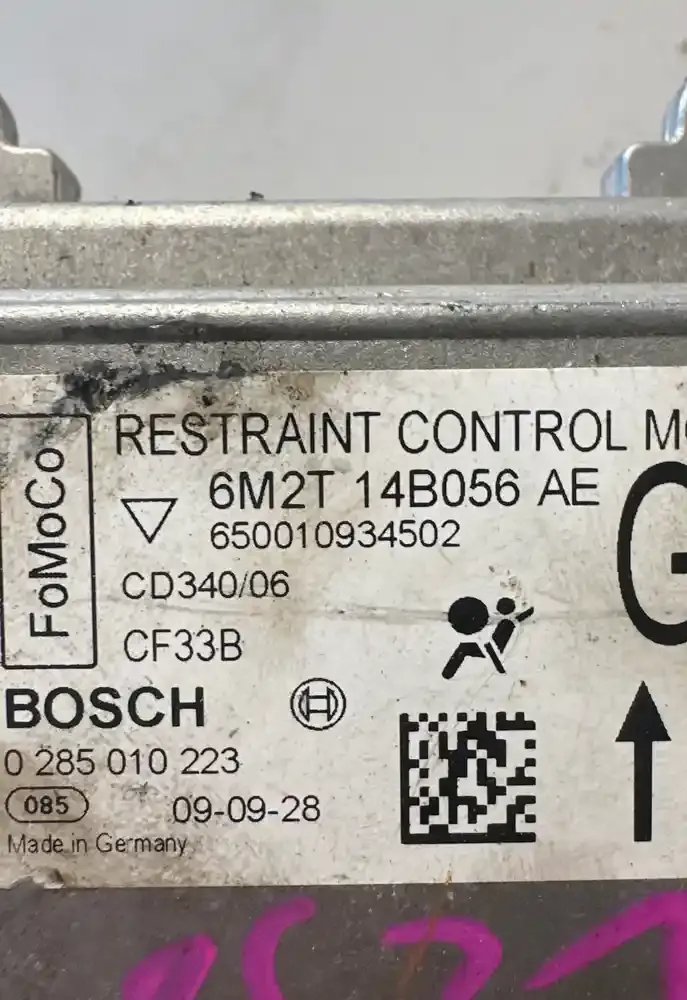 FoMoCo
RESTRAINT CONTROL
6M2T 14B056 AE
650010934502
CD340/06
CF33B
G
BOSCH
0 285 010 223
085
09-09-28
Made in Germany